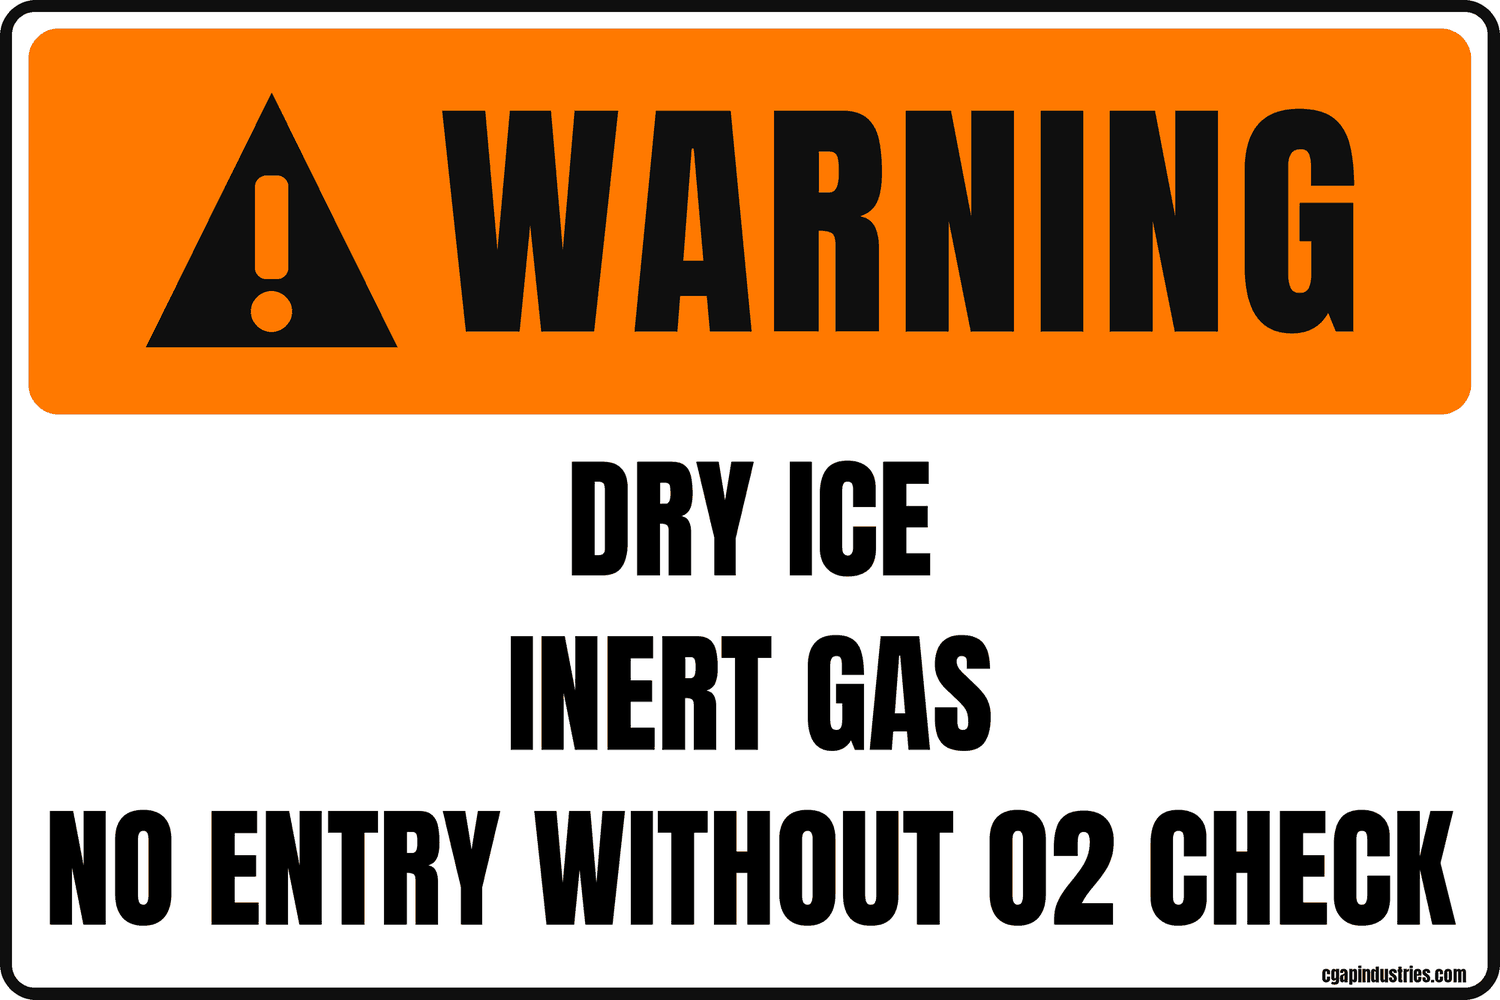 WARNING
DRY ICE
INERT GAS
NO ENTRY WITHOUT O2 CHECK
cgapindustries.com